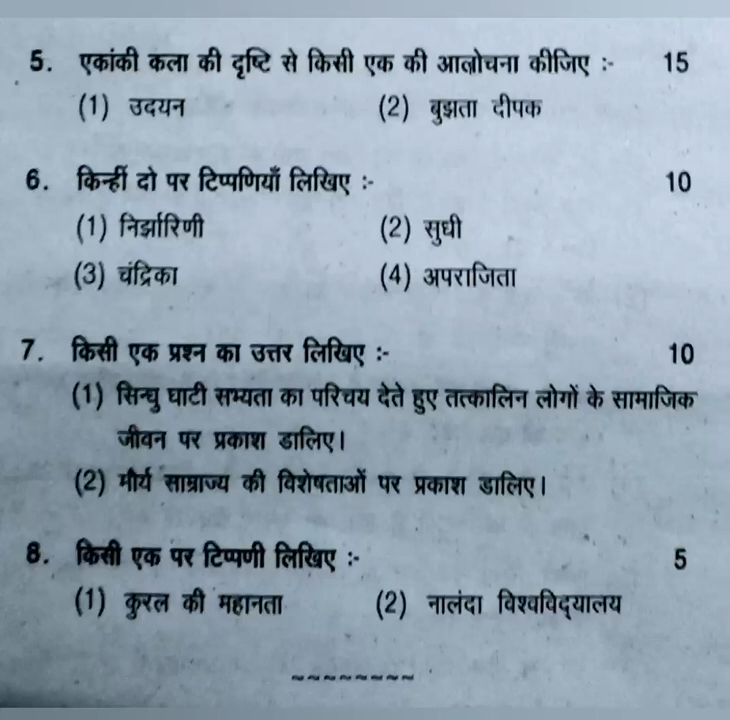 5. एकांकी कला की दृष्टि से किसी एक की आलोचना कीजिए :- 15
(1) उदयन (2) बुझता दीपक
6. किन्हीं दो पर टिप्पणियाँ लिखिए :- 10
(1) निर्झारिणी (2) सुधी
(3) चंद्रिका (4) अपराजिता
7. किसी एक प्रश्न का उत्तर लिखिए :- 10
(1) सिन्धु घाटी सभ्यता का परिचय देते हुए तत्कालिन लोगों के सामाजिक
जीवन पर प्रकाश डालिए।
(2) मौर्य साम्राज्य की विशेषताओं पर प्रकाश डालिए।
8. किसी एक पर टिप्पणी लिखिए :- 5
(1) कुरल की महानता (2) नालंदा विश्वविद्यालय
~~~~~~~~